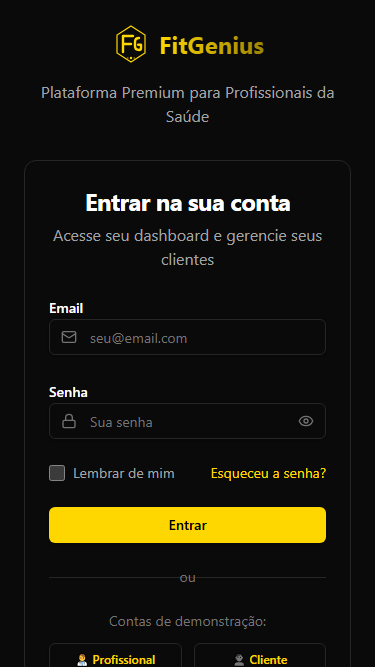 FG FitGenius
Plataforma Premium para Profissionais da
Saúde
Entrar na sua conta
Acesse seu dashboard e gerencie seus
clientes
Email
seu@email.com
Senha
Sua senha
Lembrar de mim Esqueceu a senha?
Entrar
ou
Contas de demonstração:
Profissional Cliente